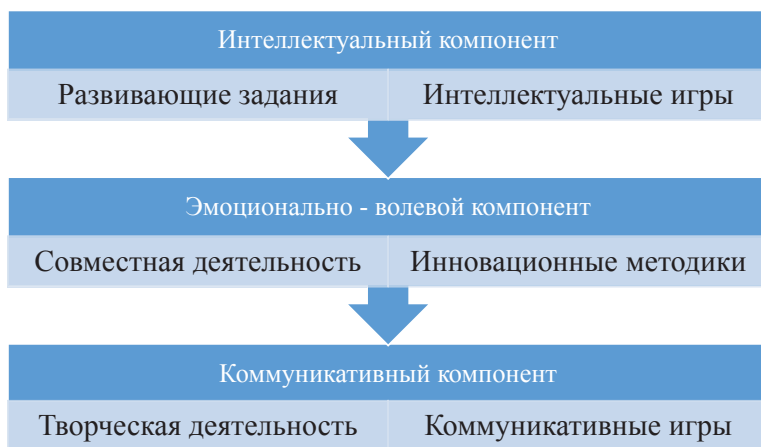 Интеллектуальный компонент
Развивающие задания Интеллектуальные игры
Эмоционально - волевой компонент
Совместная деятельность Инновационные методики
Коммуникативный компонент
Творческая деятельность Коммуникативные игры